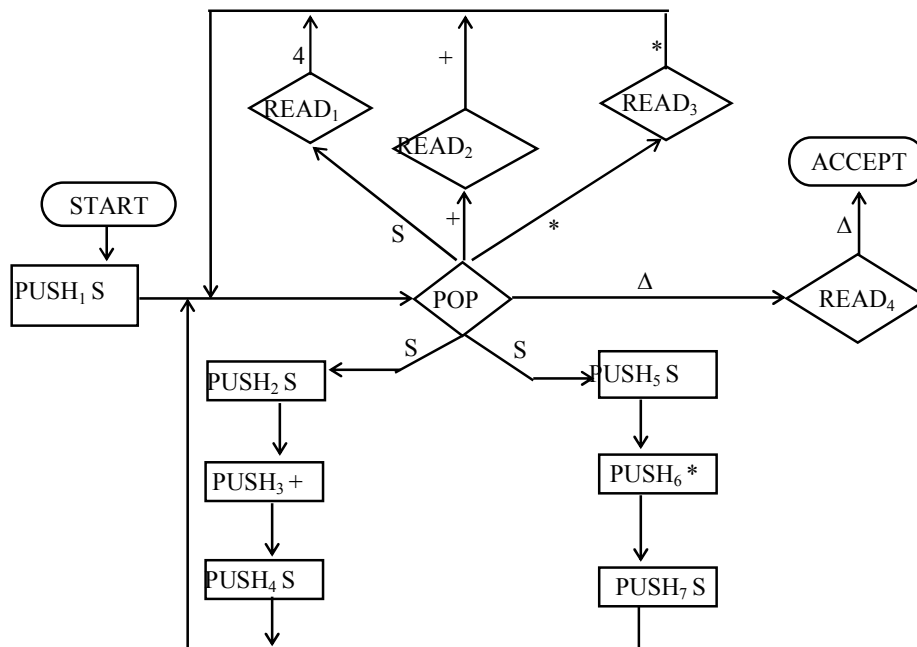 4
+
*
READ₁
READ₂
READ₃
ACCEPT
START
S
+
*
Δ
PUSH₁ S
POP
Δ
READ₄
S
S
PUSH₂ S
PUSH₅ S
PUSH₃ +
PUSH₆ *
PUSH₄ S
PUSH₇ S